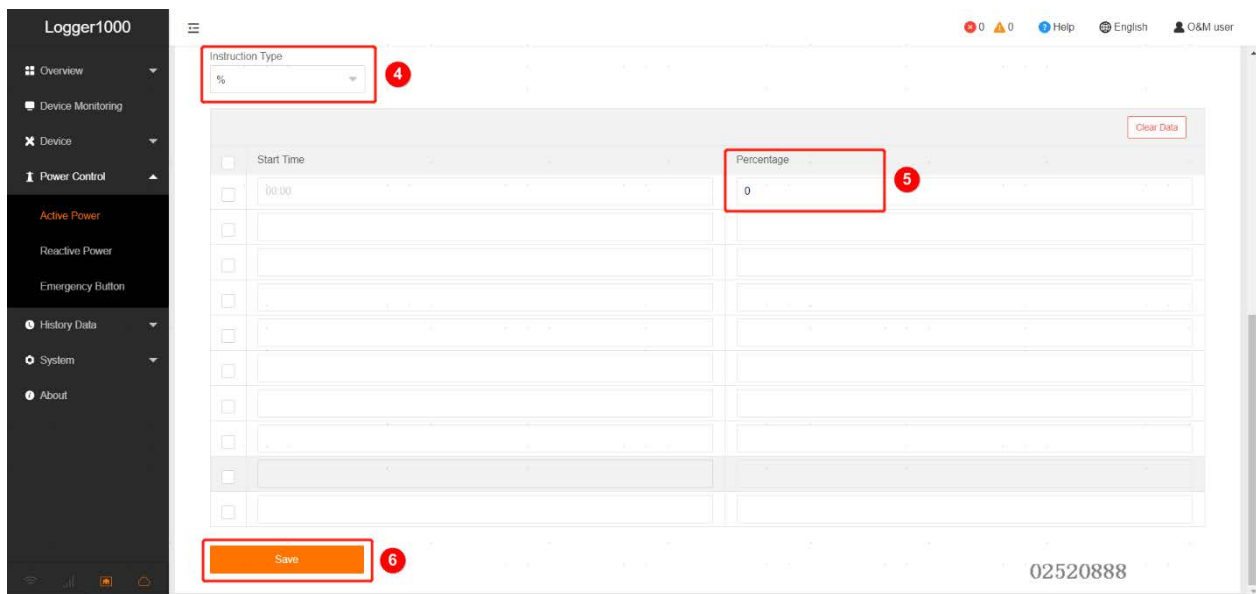 Logger1000
0 0 Help English O&M user
Overview
Device Monitoring
Device
Power Control
Active Power
Reactive Power
Emergency Button
History Data
System
About
Instruction Type
%
4
Clear Data
Start Time Percentage
5
00:00 0
Save
6
02520888